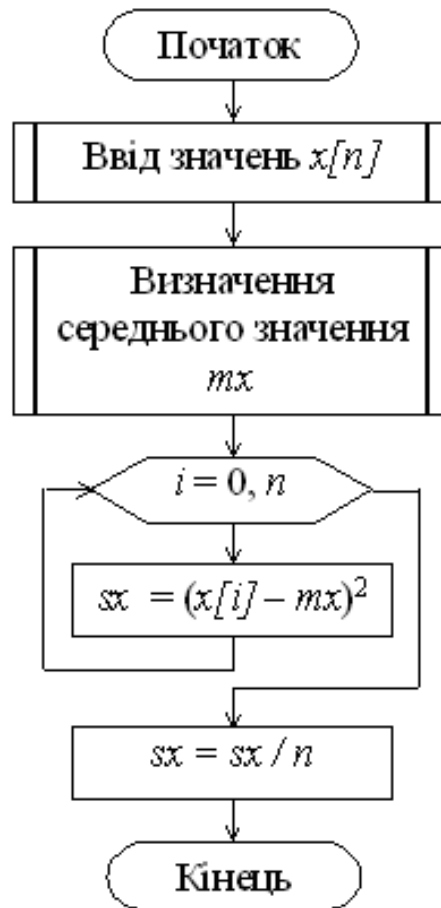 Початок
Ввід значень x[n]
Визначення
середнього значення
mx
i = 0, n
sx = (x[i] – mx)²
sx = sx / n
Кінець